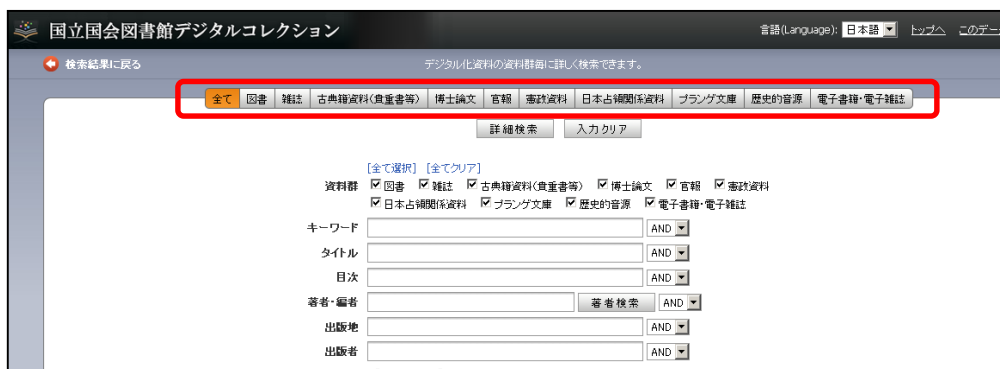 国立国会図書館デジタルコレクション 言語(Language): 日本語 トップへ このデー
検索結果に戻る デジタル化資料の資料群毎に詳しく検索できます。
全て 図書 雑誌 古典籍資料(貴重書等) 博士論文 官報 憲政資料 日本占領関係資料 プランゲ文庫 歴史的音源 電子書籍・電子雑誌
詳細検索 入力クリア
[全て選択] [全てクリア]
資料群 図書 雑誌 古典籍資料(貴重書等) 博士論文 官報 憲政資料
日本占領関係資料 プランゲ文庫 歴史的音源 電子書籍・電子雑誌
キーワード AND
タイトル AND
目次 AND
著者・編者 著者検索 AND
出版地 AND
出版者 AND